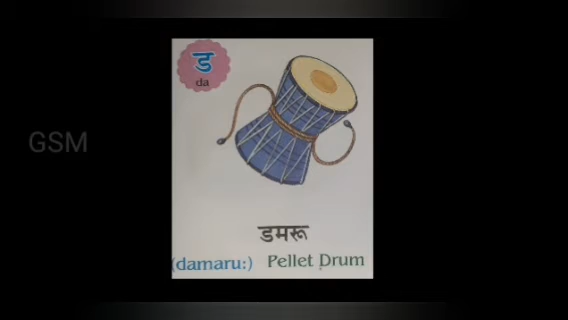 ड
da
GSM
डमरू
(damaru:) Pellet Drum